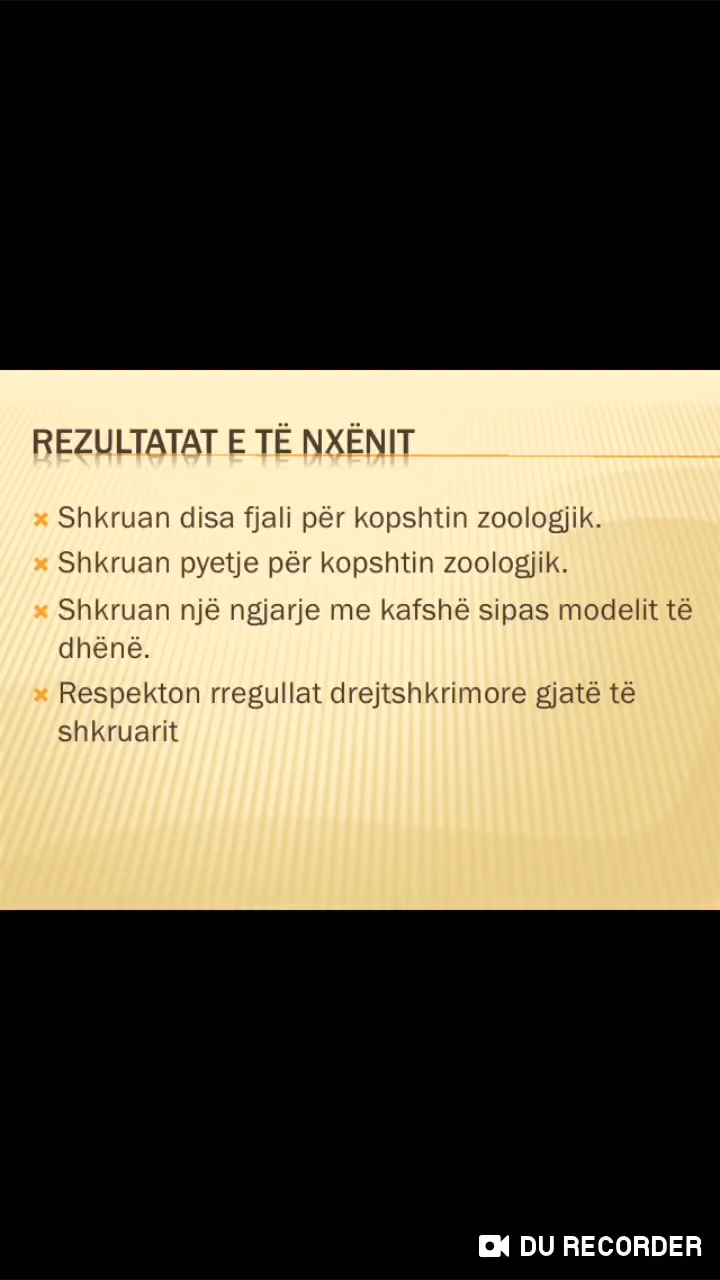 REZULTATAT E TË NXËNIT
Shkruan disa fjali për kopshtin zoologjik.
Shkruan pyetje për kopshtin zoologjik.
Shkruan një ngjarje me kafshë sipas modelit të
dhënë.
Respekton rregullat drejtshkrimore gjatë të
shkruarit
DU RECORDER